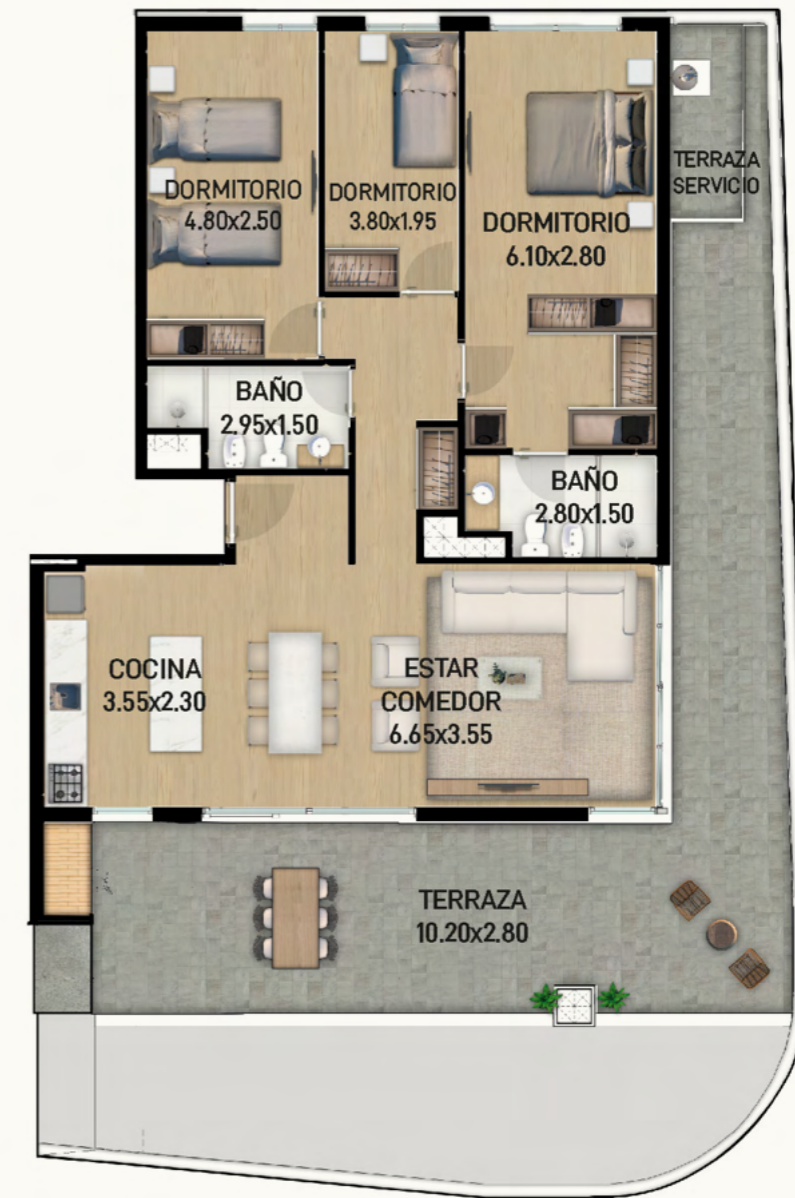 TERRAZA
SERVICIO
DORMITORIO
4.80x2.50
DORMITORIO
3.80x1.95
DORMITORIO
6.10x2.80
BAÑO
2.95x1.50
BAÑO
2.80x1.50
COCINA
3.55x2.30
ESTAR
COMEDOR
6.65x3.55
TERRAZA
10.20x2.80